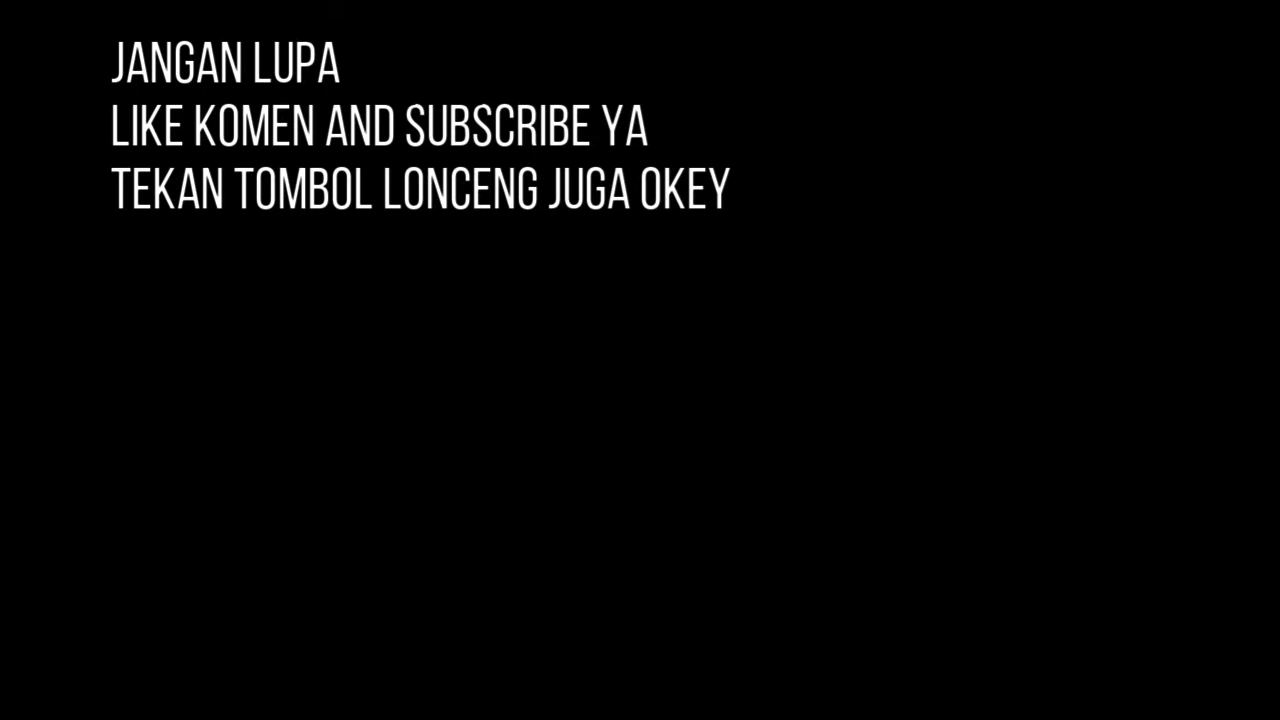 JANGAN LUPA
LIKE KOMEN AND SUBSCRIBE YA
TEKAN TOMBOL LONCENG JUGA OKEY